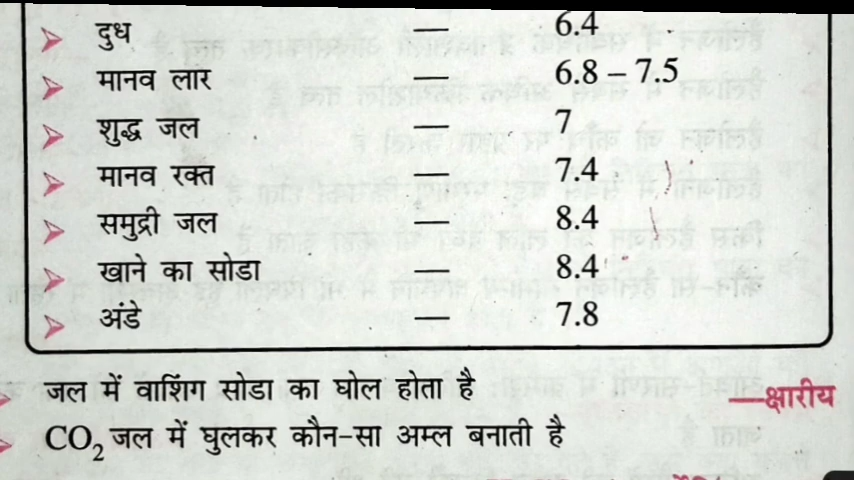 ➢ दुध — 6.4
➢ मानव लार — 6.8 – 7.5
➢ शुद्ध जल — 7
➢ मानव रक्त — 7.4
➢ समुद्री जल — 8.4
➢ खाने का सोडा — 8.4
➢ अंडे — 7.8
➢ जल में वाशिंग सोडा का घोल होता है —क्षारीय
➢ CO₂ जल में घुलकर कौन-सा अम्ल बनाती है